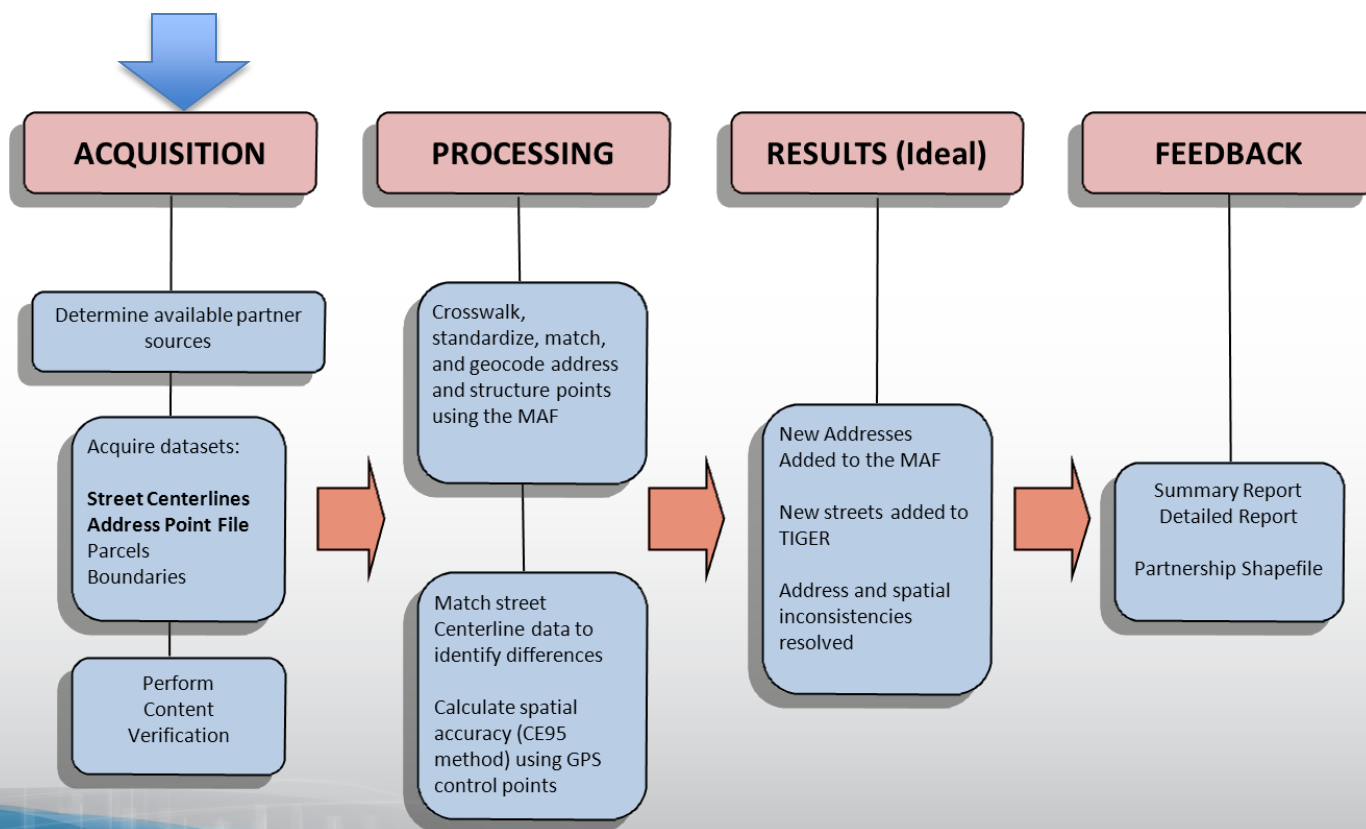 ACQUISITION
Determine available partner
sources
Acquire datasets:
Street Centerlines
Address Point File
Parcels
Boundaries
Perform
Content
Verification
PROCESSING
Crosswalk,
standardize, match,
and geocode address
and structure points
using the MAF
Match street
Centerline data to
identify differences
Calculate spatial
accuracy (CE95
method) using GPS
control points
RESULTS (Ideal)
New Addresses
Added to the MAF
New streets added to
TIGER
Address and spatial
inconsistencies
resolved
FEEDBACK
Summary Report
Detailed Report
Partnership Shapefile